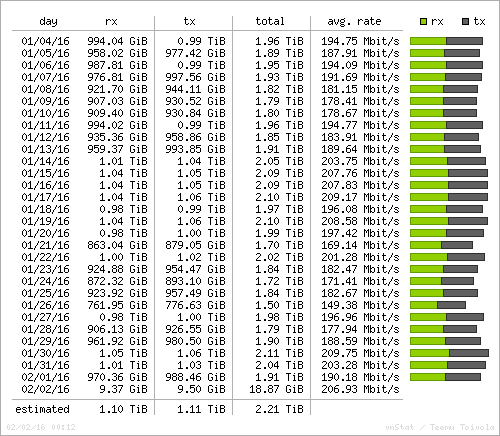 day rx tx total avg. rate rx tx
01/04/16 994.04 GiB 0.99 TiB 1.96 TiB 194.75 Mbit/s
01/05/16 958.02 GiB 977.42 GiB 1.89 TiB 187.91 Mbit/s
01/06/16 987.81 GiB 0.99 TiB 1.95 TiB 194.09 Mbit/s
01/07/16 976.81 GiB 997.56 GiB 1.93 TiB 191.69 Mbit/s
01/08/16 921.70 GiB 944.11 GiB 1.82 TiB 181.15 Mbit/s
01/09/16 907.03 GiB 930.52 GiB 1.79 TiB 178.41 Mbit/s
01/10/16 909.40 GiB 930.84 GiB 1.80 TiB 178.67 Mbit/s
01/11/16 994.02 GiB 0.99 TiB 1.96 TiB 194.77 Mbit/s
01/12/16 935.36 GiB 958.86 GiB 1.85 TiB 183.91 Mbit/s
01/13/16 959.37 GiB 993.85 GiB 1.91 TiB 189.64 Mbit/s
01/14/16 1.01 TiB 1.04 TiB 2.05 TiB 203.75 Mbit/s
01/15/16 1.04 TiB 1.05 TiB 2.09 TiB 207.76 Mbit/s
01/16/16 1.04 TiB 1.05 TiB 2.09 TiB 207.83 Mbit/s
01/17/16 1.04 TiB 1.06 TiB 2.10 TiB 209.17 Mbit/s
01/18/16 0.98 TiB 0.99 TiB 1.97 TiB 196.08 Mbit/s
01/19/16 1.04 TiB 1.06 TiB 2.10 TiB 208.58 Mbit/s
01/20/16 0.98 TiB 1.00 TiB 1.99 TiB 197.42 Mbit/s
01/21/16 863.04 GiB 879.05 GiB 1.70 TiB 169.14 Mbit/s
01/22/16 1.00 TiB 1.02 TiB 2.02 TiB 201.28 Mbit/s
01/23/16 924.88 GiB 954.47 GiB 1.84 TiB 182.47 Mbit/s
01/24/16 872.32 GiB 893.10 GiB 1.72 TiB 171.41 Mbit/s
01/25/16 923.92 GiB 957.49 GiB 1.84 TiB 182.67 Mbit/s
01/26/16 761.95 GiB 776.63 GiB 1.50 TiB 149.38 Mbit/s
01/27/16 0.98 TiB 1.00 TiB 1.98 TiB 196.96 Mbit/s
01/28/16 906.13 GiB 926.55 GiB 1.79 TiB 177.94 Mbit/s
01/29/16 961.92 GiB 980.50 GiB 1.90 TiB 188.59 Mbit/s
01/30/16 1.05 TiB 1.06 TiB 2.11 TiB 209.75 Mbit/s
01/31/16 1.01 TiB 1.03 TiB 2.04 TiB 203.28 Mbit/s
02/01/16 970.36 GiB 988.46 GiB 1.91 TiB 190.18 Mbit/s
02/02/16 9.37 GiB 9.50 GiB 18.87 GiB 206.93 Mbit/s
estimated 1.10 TiB 1.11 TiB 2.21 TiB
02/02/16 00:12 vnStat / Teemu Toivola